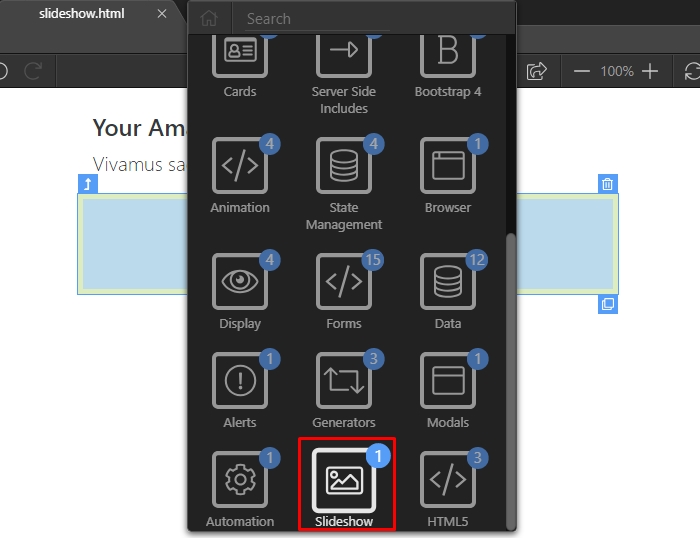 slideshow.html
Search
100%
Cards
Server Side
Includes
Bootstrap 4
Your Am
Vivamus sa
4
4
1
Animation
State
Management
Browser
4
15
12
Display
Forms
Data
1
3
1
Alerts
Generators
Modals
1
1
3
Automation
Slideshow
HTML5